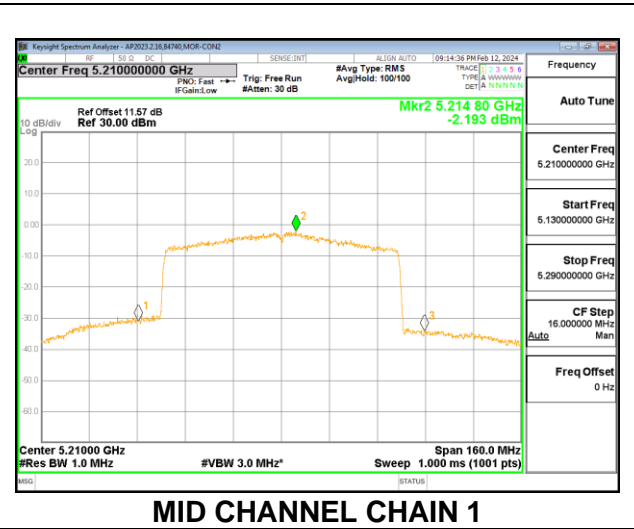 Keysight Spectrum Analyzer - AP2023.2.16,84740,MOR-CON2
RF 50 Ω DC SENSE:INT ALIGN AUTO 09:14:36 PM Feb 12, 2024
Center Freq 5.210000000 GHz
PNO: Fast
IFGain:Low
Trig: Free Run
#Atten: 30 dB
#Avg Type: RMS
Avg|Hold: 100/100
TRACE 1 2 3 4 5 6
TYPE A WWWWW
DET A N N N N N
Frequency
Auto Tune
Center Freq
5.210000000 GHz
Start Freq
5.130000000 GHz
Stop Freq
5.290000000 GHz
CF Step
16.000000 MHz
Auto Man
Freq Offset
0 Hz
Ref Offset 11.57 dB
10 dB/div Ref 30.00 dBm
Log
Mkr2 5.214 80 GHz
-2.193 dBm
20.0
10.0
0.00
-10.0
-20.0
-30.0
-40.0
-50.0
-60.0
1
2
3
Center 5.21000 GHz Span 160.0 MHz
#Res BW 1.0 MHz #VBW 3.0 MHz* Sweep 1.000 ms (1001 pts)
MSG STATUS
MID CHANNEL CHAIN 1